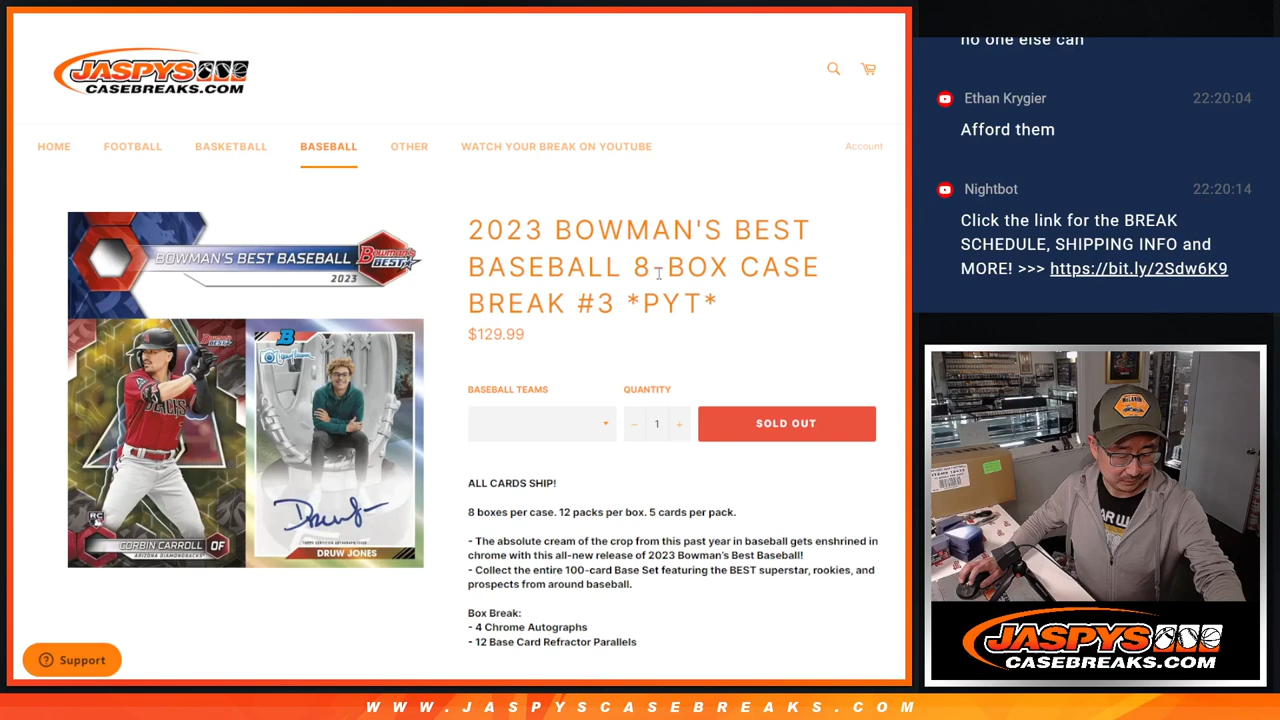 JASPYS
CASEBREAKS.COM
HOME
FOOTBALL
BASKETBALL
BASEBALL
OTHER
WATCH YOUR BREAK ON YOUTUBE
Account
BOWMAN'S BEST BASEBALL
2023
Bowman's
BEST
CORBIN CARROLL OF
ARIZONA DIAMONDBACKS
RC
DRUW JONES
2023 BOWMAN'S BEST
BASEBALL 8-BOX CASE
BREAK #3 *PYT*
$129.99
BASEBALL TEAMS
QUANTITY
− 1 +
SOLD OUT
ALL CARDS SHIP!
8 boxes per case. 12 packs per box. 5 cards per pack.
- The absolute cream of the crop from this past year in baseball gets enshrined in
chrome with this all-new release of 2023 Bowman's Best Baseball!
- Collect the entire 100-card Base Set featuring the BEST superstar, rookies, and
prospects from around baseball.
Box Break:
- 4 Chrome Autographs
- 12 Base Card Refractor Parallels
Support
no one else can
Ethan Krygier 22:20:04
Afford them
Nightbot 22:20:14
Click the link for the BREAK
SCHEDULE, SHIPPING INFO and
MORE! >>> https://bit.ly/2Sdw6K9
JASPYS
CASEBREAKS.COM
WWW.JASPYSCASEBREAKS.COM